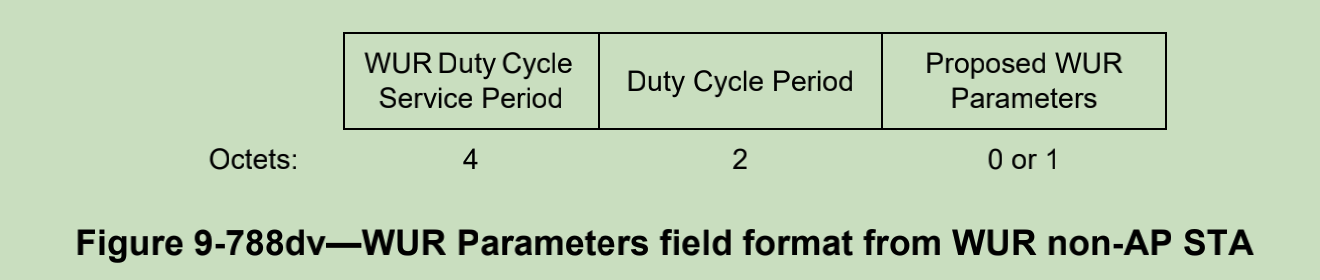 WUR Duty Cycle
Service Period
Duty Cycle Period
Proposed WUR
Parameters
Octets: 4 2 0 or 1
Figure 9-788dv—WUR Parameters field format from WUR non-AP STA